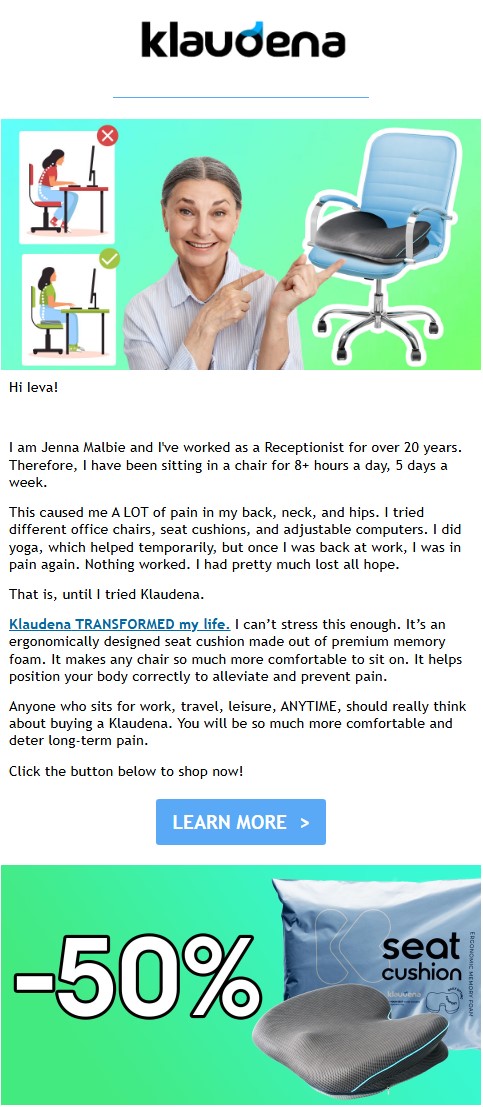 klaudena
Hi Ieva!
I am Jenna Malbie and I've worked as a Receptionist for over 20 years.
Therefore, I have been sitting in a chair for 8+ hours a day, 5 days a
week.
This caused me A LOT of pain in my back, neck, and hips. I tried
different office chairs, seat cushions, and adjustable computers. I did
yoga, which helped temporarily, but once I was back at work, I was in
pain again. Nothing worked. I had pretty much lost all hope.
That is, until I tried Klaudena.
Klaudena TRANSFORMED my life. I can’t stress this enough. It’s an
ergonomically designed seat cushion made out of premium memory
foam. It makes any chair so much more comfortable to sit on. It helps
position your body correctly to alleviate and prevent pain.
Anyone who sits for work, travel, leisure, ANYTIME, should really think
about buying a Klaudena. You will be so much more comfortable and
deter long-term pain.
Click the button below to shop now!
LEARN MORE >
-50%
seat
cushion
klaudena
ERGONOMIC MEMORY FOAM